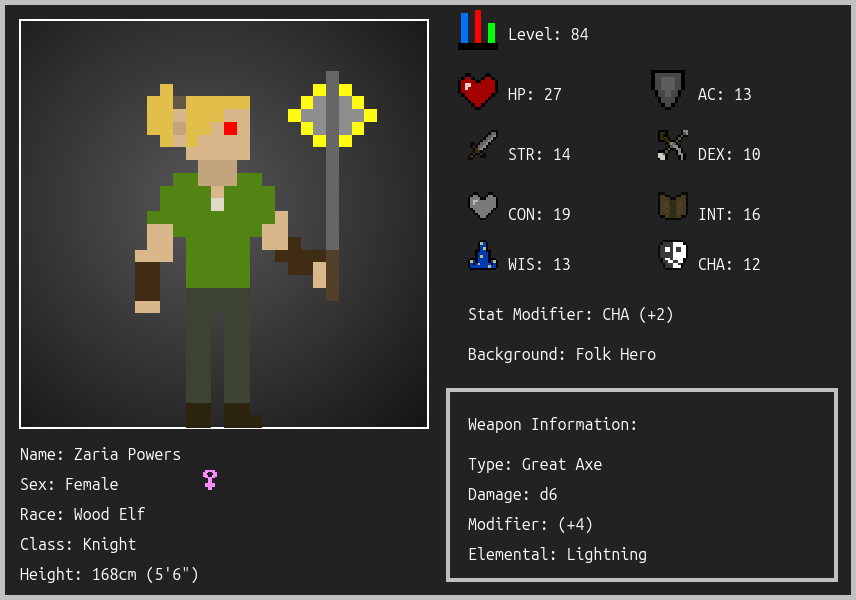 Level: 84
HP: 27
AC: 13
STR: 14
DEX: 10
CON: 19
INT: 16
WIS: 13
CHA: 12
Stat Modifier: CHA (+2)
Background: Folk Hero
Weapon Information:
Type: Great Axe
Damage: d6
Modifier: (+4)
Elemental: Lightning
Name: Zaria Powers
Sex: Female
Race: Wood Elf
Class: Knight
Height: 168cm (5'6")